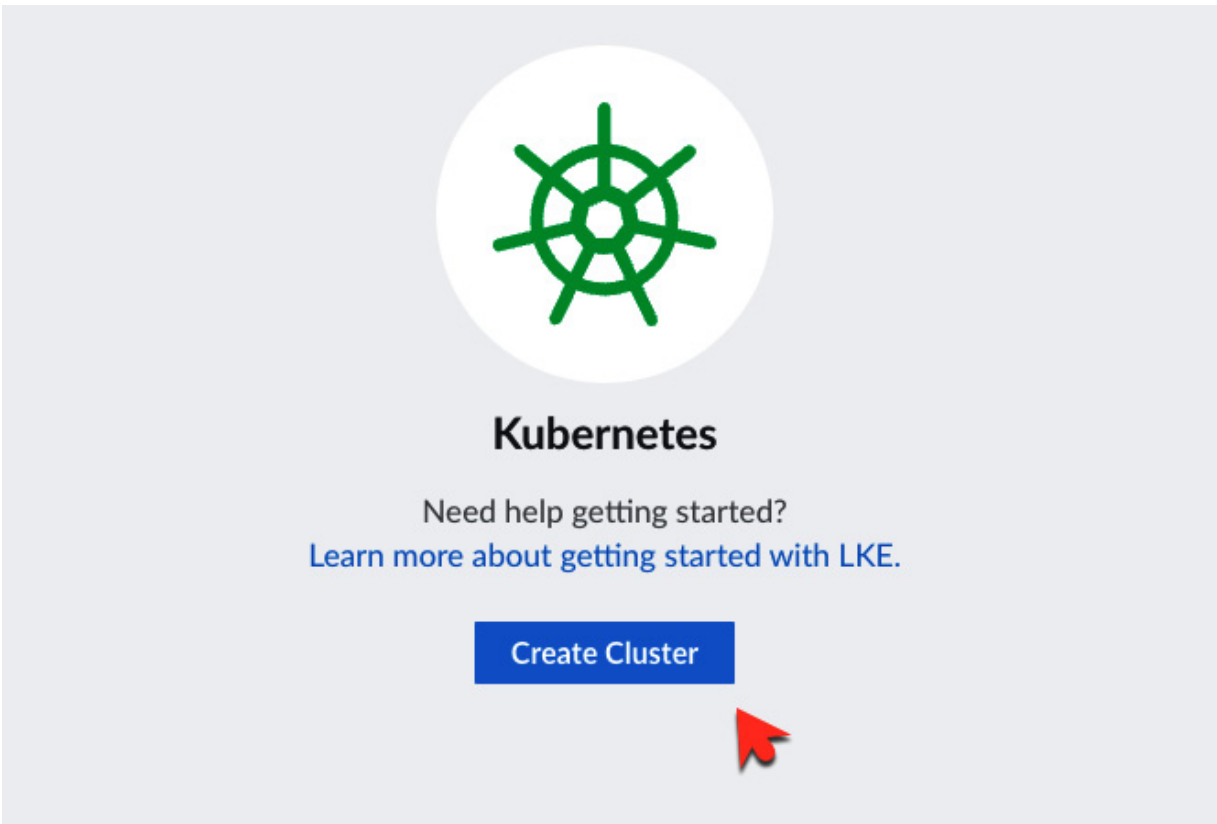 Kubernetes
Need help getting started?
Learn more about getting started with LKE.
Create Cluster